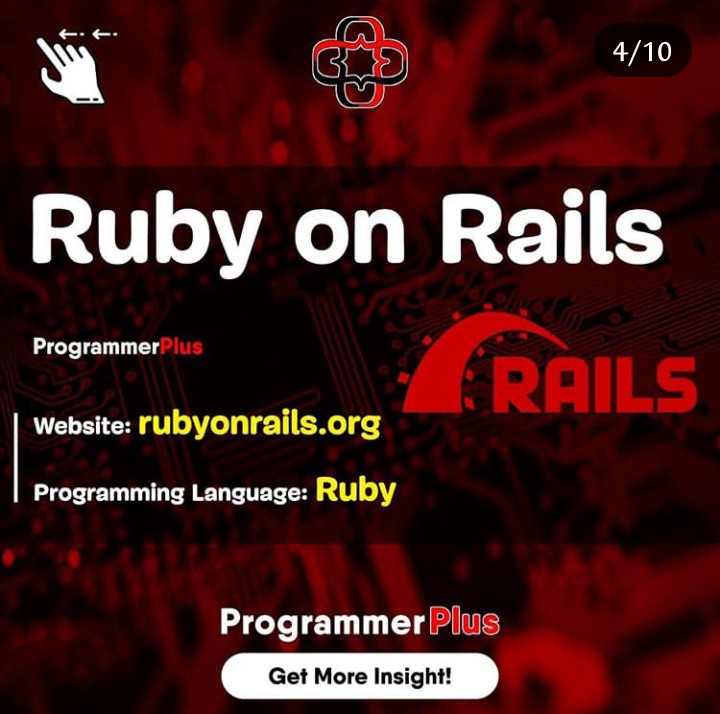 4/10
Ruby on Rails
ProgrammerPlus
RAILS
Website: rubyonrails.org
Programming Language: Ruby
ProgrammerPlus
Get More Insight!